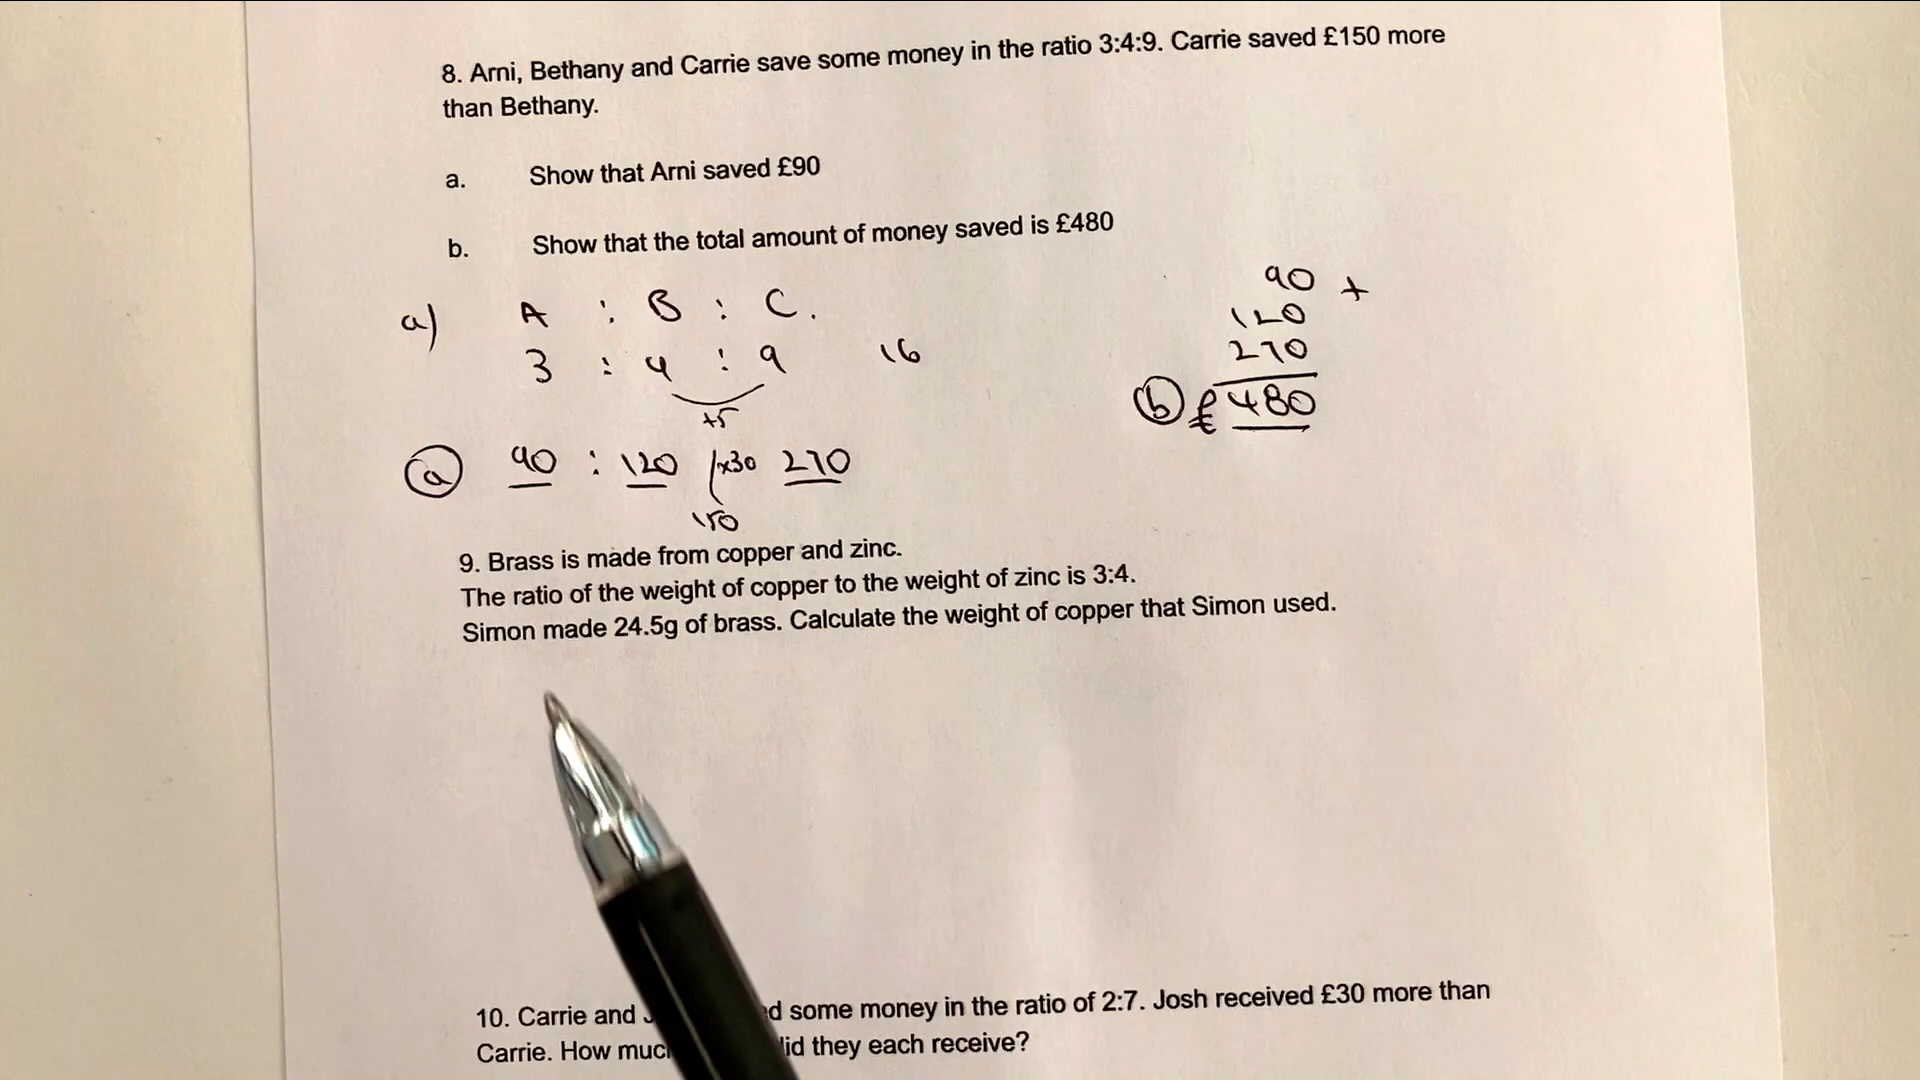 8. Arni, Bethany and Carrie save some money in the ratio 3:4:9. Carrie saved £150 more
than Bethany.
a. Show that Arni saved £90
b. Show that the total amount of money saved is £480
a) A : B : C.
3 : 4 : 9 16
+5
90 +
120
270
(b) £480
(a) 90 : 120 x30 270
150
9. Brass is made from copper and zinc.
The ratio of the weight of copper to the weight of zinc is 3:4.
Simon made 24.5g of brass. Calculate the weight of copper that Simon used.
10. Carrie and some money in the ratio of 2:7. Josh received £30 more than
Carrie. How they each receive?